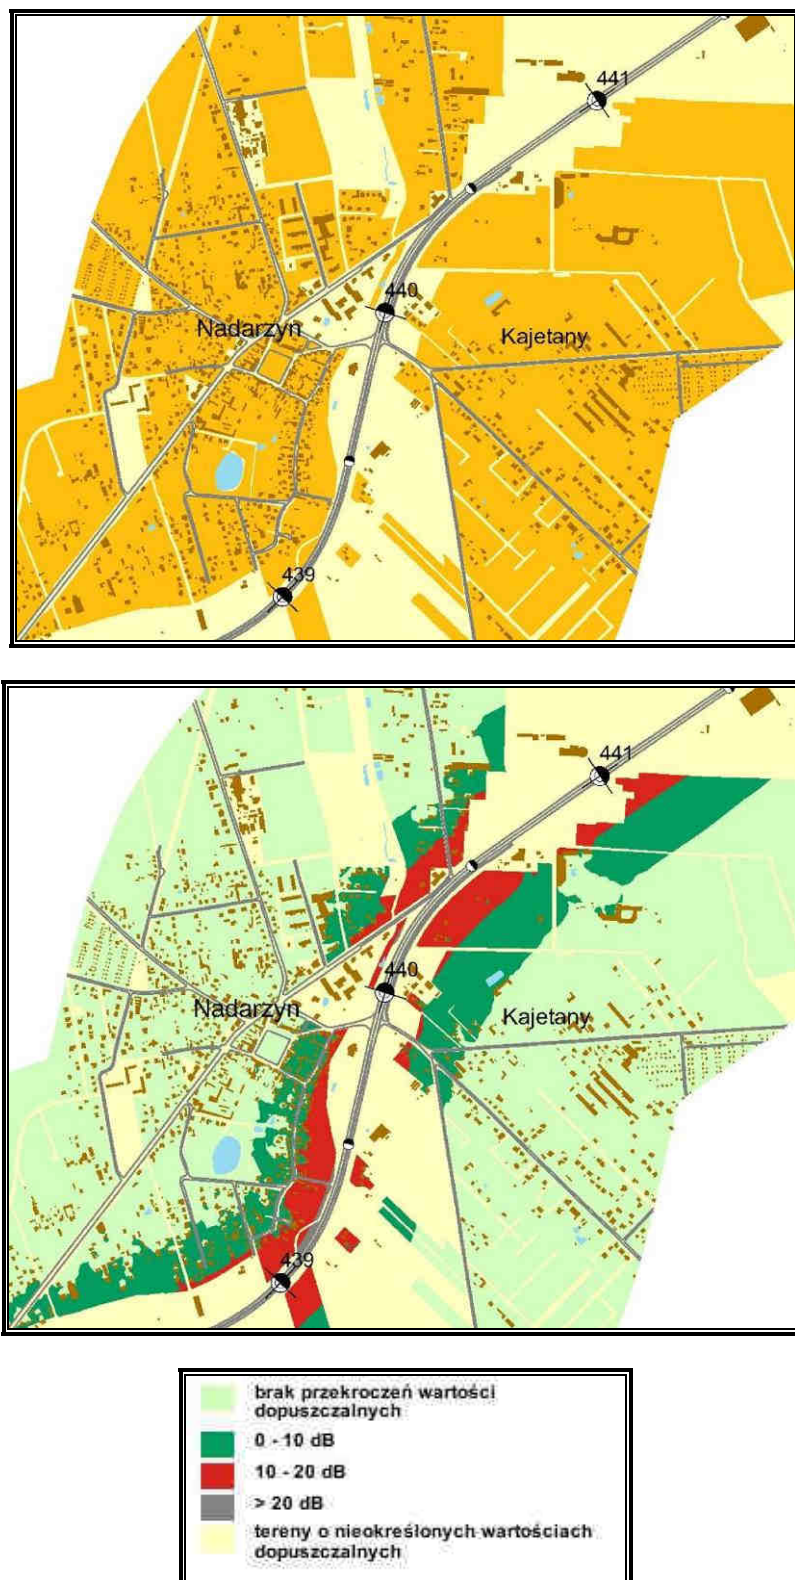 441
440
Nadarzyn
Kajetany
439
441
440
Nadarzyn
Kajetany
439
brak przekroczeń wartości
dopuszczalnych
0 - 10 dB
10 - 20 dB
> 20 dB
tereny o nieokreślonych wartościach
dopuszczalnych